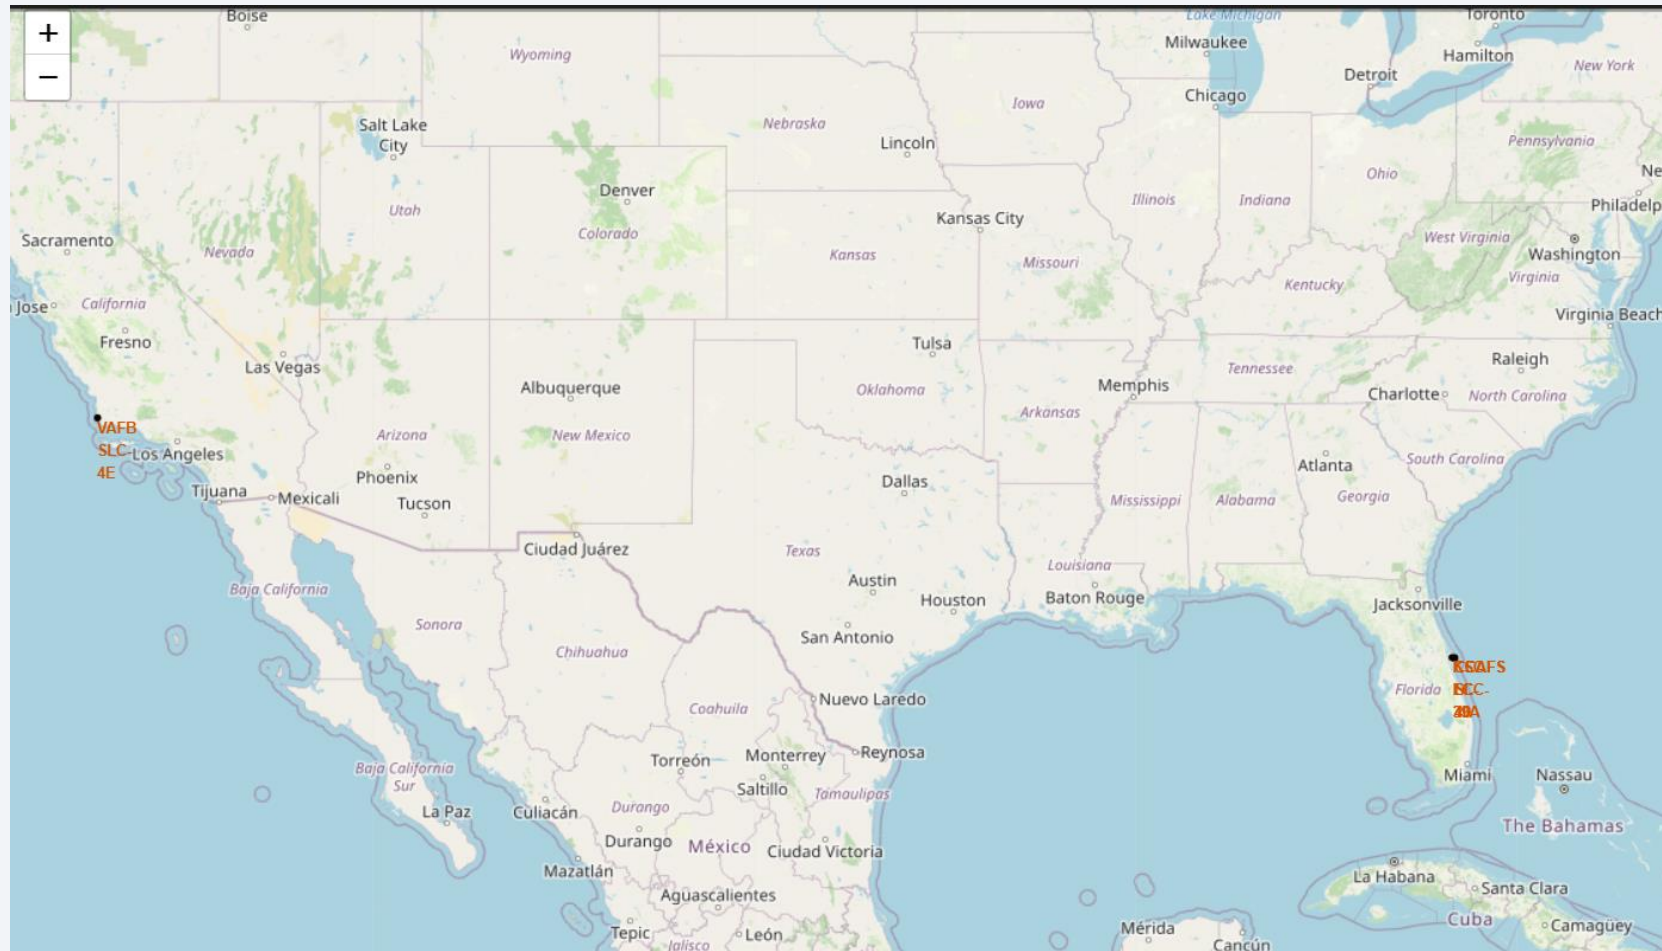 +
−
Boise
Lake Michigan
Toronto
Milwaukee
Hamilton
Wyoming
New York
Detroit
Chicago
Iowa
Salt Lake
City
Nebraska
Lincoln
Pennsylvania
Ohio
Ne
Denver
Utah
Illinois
Indiana
Philadelp
Kansas City
Colorado
Sacramento
Nevada
Kansas
Missouri
West Virginia
Washington
Virginia
Kentucky
Jose
California
Virginia Beach
Fresno
Las Vegas
Tulsa
Raleigh
Tennessee
Albuquerque
Oklahoma
Memphis
Charlotte
North Carolina
Arkansas
VAFB
SLC-
4E
Los Angeles
Arizona
New Mexico
South Carolina
Atlanta
Phoenix
Dallas
Tijuana
Mexicali
Tucson
Mississippi
Alabama
Georgia
Ciudad Juárez
Texas
Louisiana
Austin
Baja California
Houston
Baton Rouge
Jacksonville
Sonora
San Antonio
Chihuahua
Florida
Nuevo Laredo
Coahuila
Torreón
Monterrey
Reynosa
Baja California
Sur
Saltillo
Tamaulipas
Miami
Nassau
La Paz
Culiacán
Durango
Durango
México
Ciudad Victoria
The Bahamas
Mazatlán
Aguascalientes
La Habana
Santa Clara
Cuba
Camagüey
Tepic
León
Jalisco
Mérida
Cancún